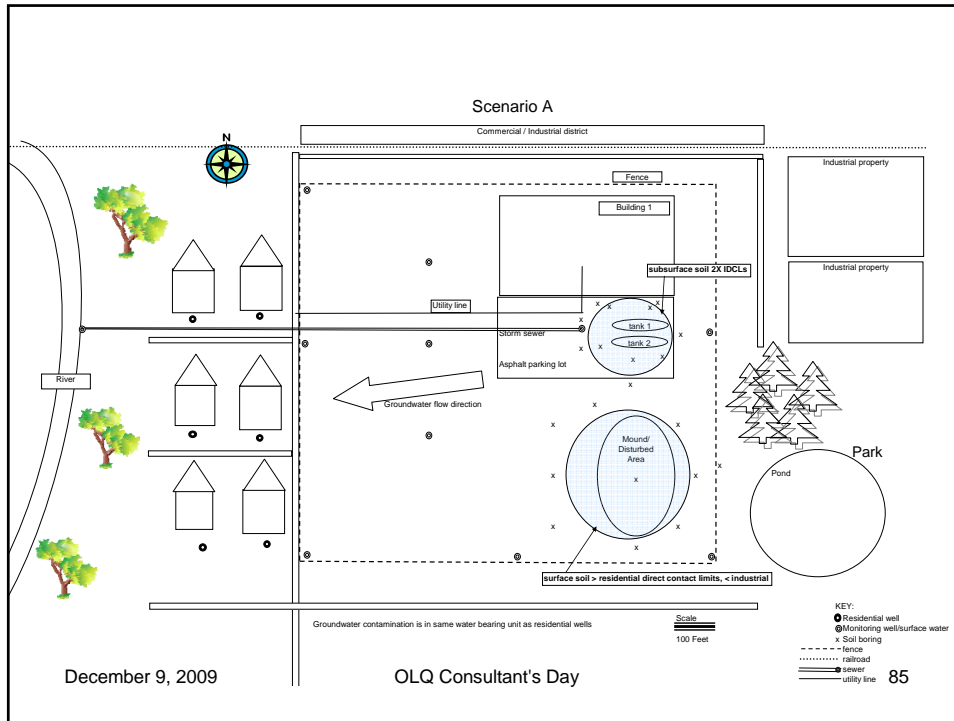 Scenario A
Commercial / Industrial district
N
Industrial property
Fence
Building 1
subsurface soil 2X IDCLs
Industrial property
Utility line
tank 1
Storm sewer
tank 2
Asphalt parking lot
River
Groundwater flow direction
Mound/
Disturbed
Area
Park
Pond
surface soil > residential direct contact limits, < industrial
Groundwater contamination is in same water bearing unit as residential wells
Scale
100 Feet
KEY:
Residential well
Monitoring well/surface water
x Soil boring
fence
railroad
sewer
utility line
December 9, 2009
OLQ Consultant's Day
85